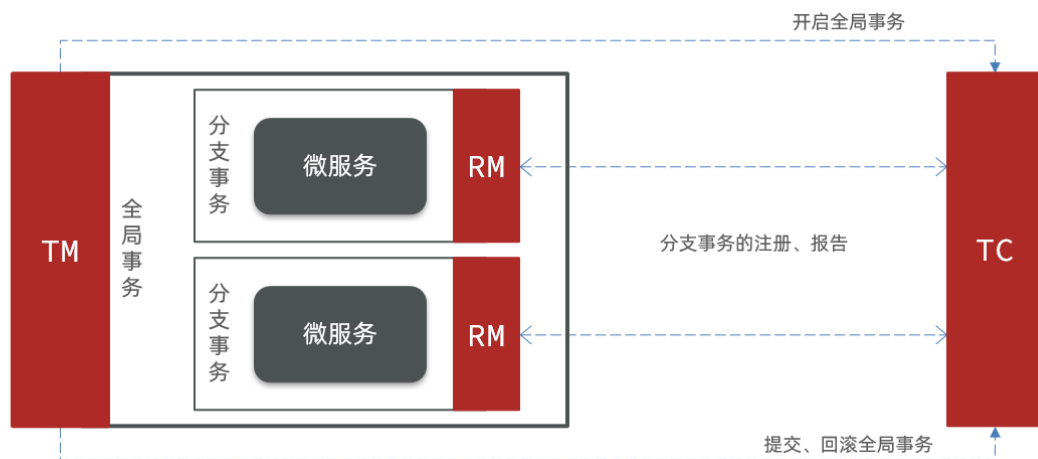 开启全局事务
TM
全局事务
分支事务
微服务
RM
分支事务的注册、报告
TC
分支事务
微服务
RM
提交、回滚全局事务